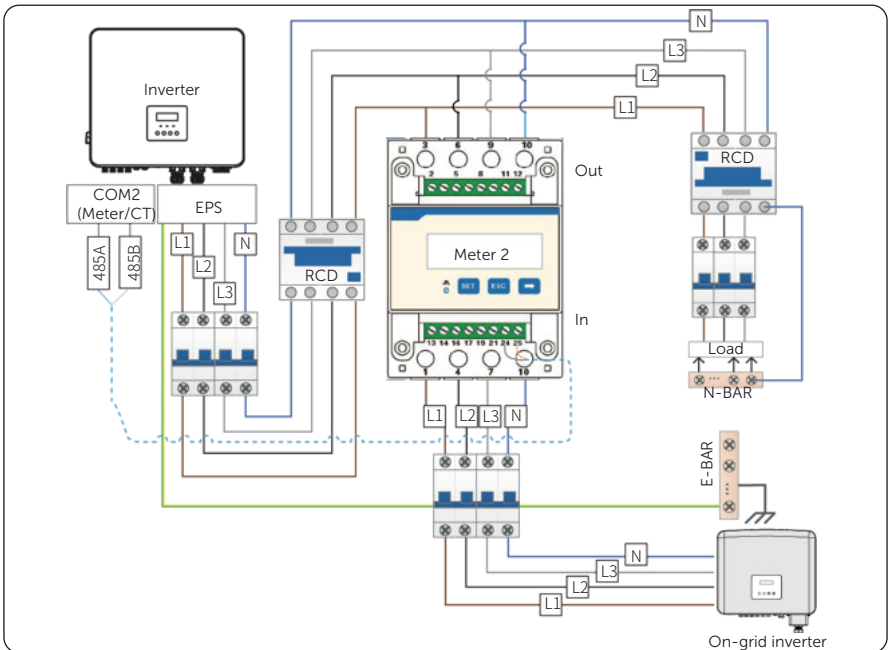 N
L3
L2
L1
Inverter
COM2
(Meter/CT)
EPS
485A
485B
L1
L2
L3
N
RCD
3 6 9 10
2 5 8 11 12
Out
Meter 2
SET ESC
In
13 14 16 17 19 21 24 25
1 4 7 10
L1 L2 L3 N
RCD
Load
N-BAR
E-BAR
N
L3
L2
L1
On-grid inverter